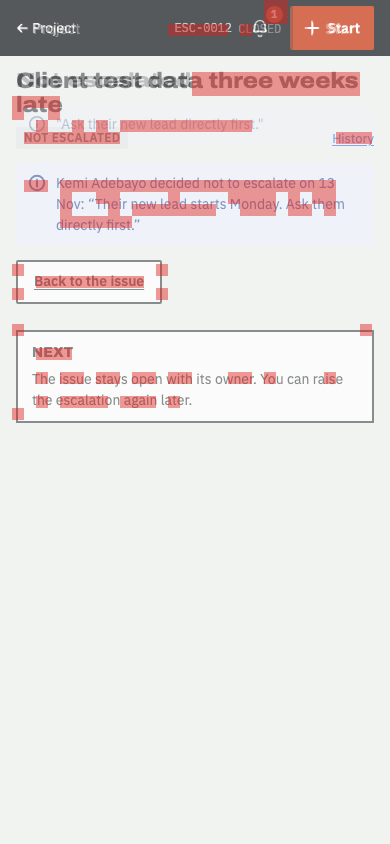 ← Project ESC-0012 CLOSED 1 + Start
Client test data three weeks
late
"Ask their new lead directly first."
NOT ESCALATED History
Kemi Adebayo decided not to escalate on 13
Nov: “Their new lead starts Monday. Ask them
directly first.”
Back to the issue
NEXT
The issue stays open with its owner. You can raise
the escalation again later.